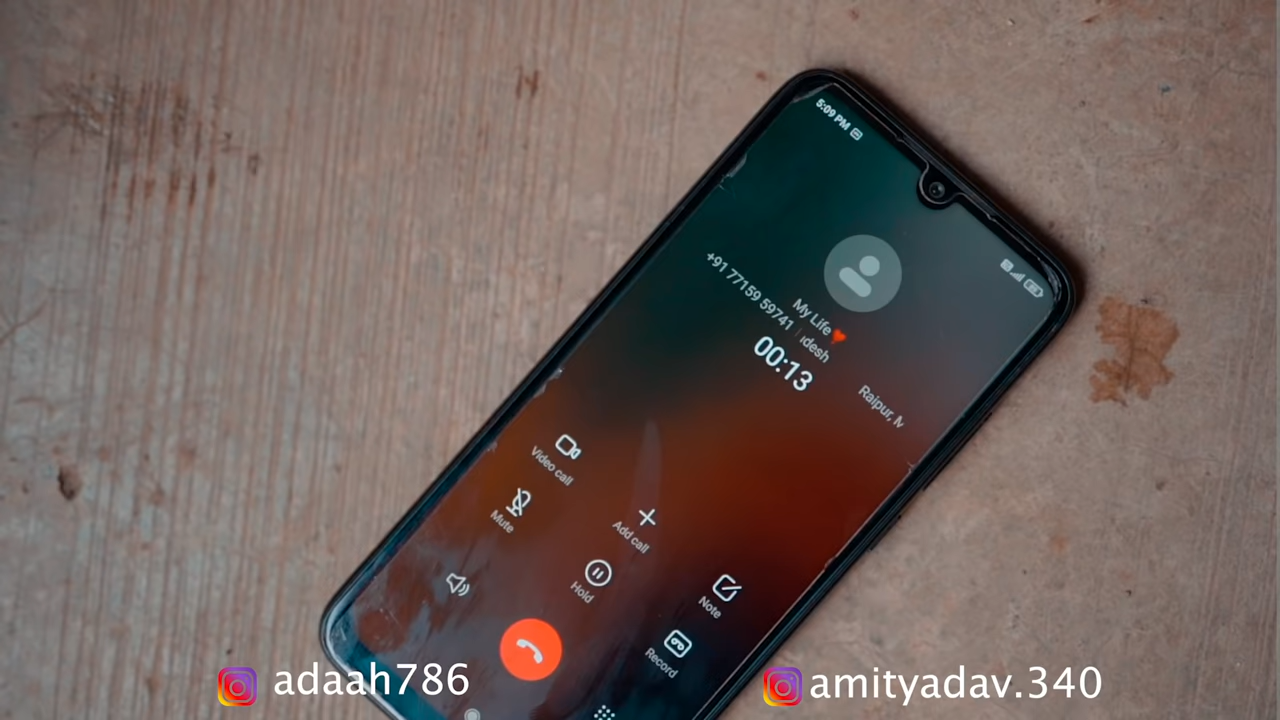 5:09 PM
My Life❤️
+91 77159 59741
idesh
Raipur, M
00:13
Video call
Add call
Note
Mute
Hold
Record
adaah786
amityadav.340